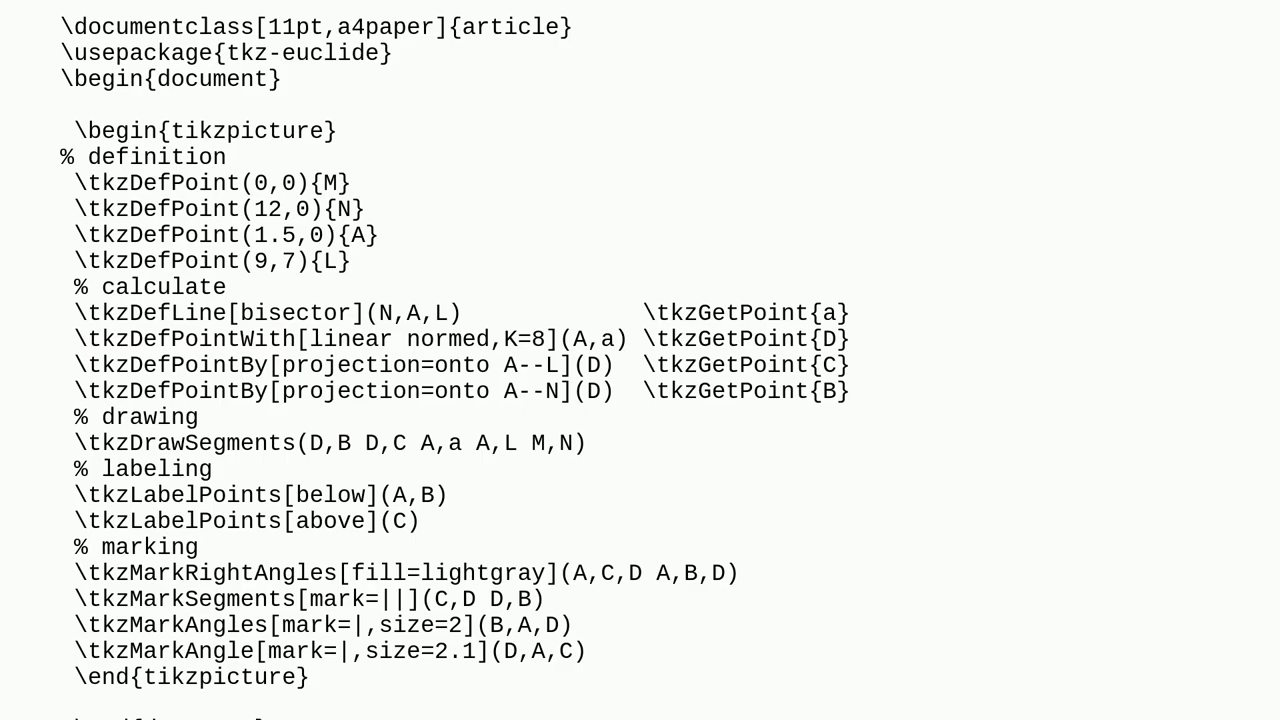 \documentclass[11pt,a4paper]{article}
\usepackage{tkz-euclide}
\begin{document}

 \begin{tikzpicture}
% definition
 \tkzDefPoint(0,0){M}
 \tkzDefPoint(12,0){N}
 \tkzDefPoint(1.5,0){A}
 \tkzDefPoint(9,7){L}
 % calculate
 \tkzDefLine[bisector](N,A,L)             \tkzGetPoint{a}
 \tkzDefPointWith[linear normed,K=8](A,a) \tkzGetPoint{D}
 \tkzDefPointBy[projection=onto A--L](D)  \tkzGetPoint{C}
 \tkzDefPointBy[projection=onto A--N](D)  \tkzGetPoint{B}
 % drawing
 \tkzDrawSegments(D,B D,C A,a A,L M,N)
 % labeling
 \tkzLabelPoints[below](A,B)
 \tkzLabelPoints[above](C)
 % marking
 \tkzMarkRightAngles[fill=lightgray](A,C,D A,B,D)
 \tkzMarkSegments[mark=||](C,D D,B)
 \tkzMarkAngles[mark=|,size=2](B,A,D)
 \tkzMarkAngle[mark=|,size=2.1](D,A,C)
 \end{tikzpicture}